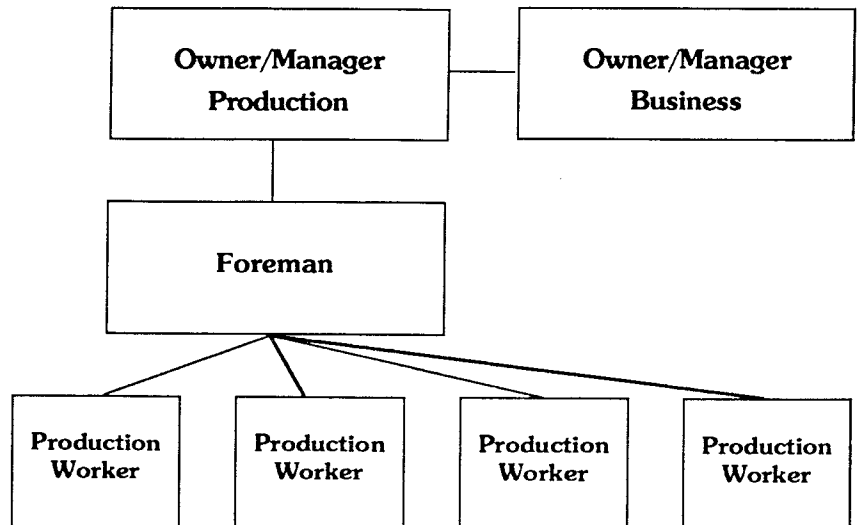 Owner/Manager
Production
Owner/Manager
Business
Foreman
Production
Worker
Production
Worker
Production
Worker
Production
Worker